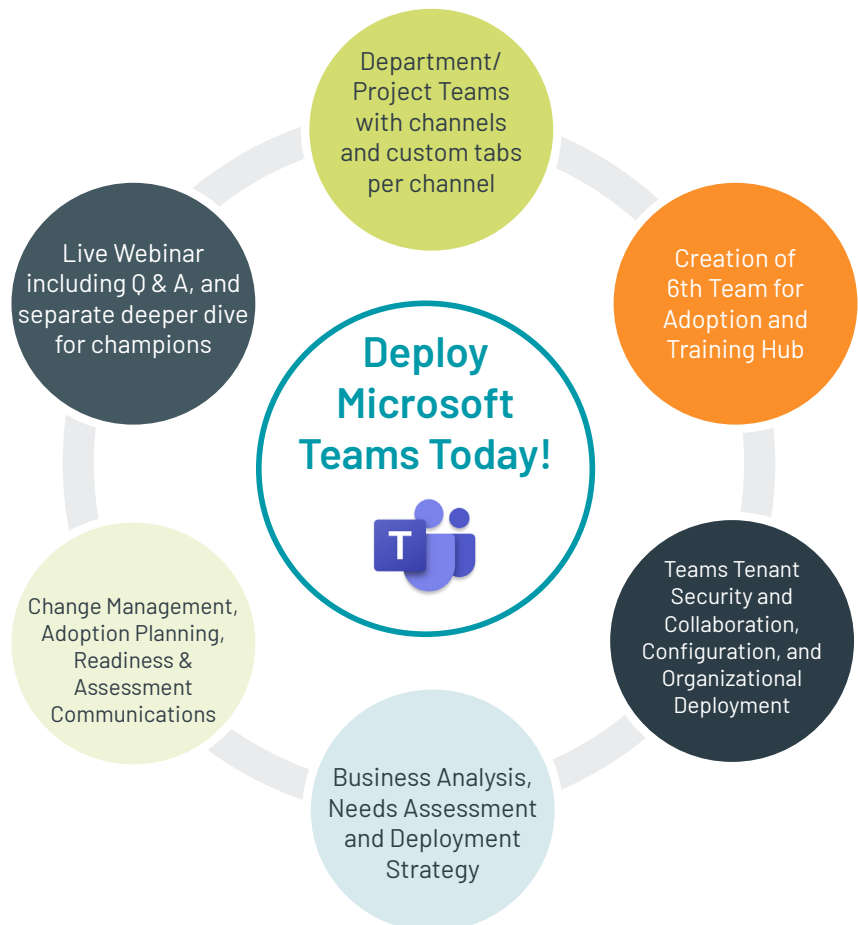 Department/
Project Teams
with channels
and custom tabs
per channel
Creation of
6th Team for
Adoption and
Training Hub
Teams Tenant
Security and
Collaboration,
Configuration, and
Organizational
Deployment
Business Analysis,
Needs Assessment
and Deployment
Strategy
Change Management,
Adoption Planning,
Readiness &
Assessment
Communications
Live Webinar
including Q & A, and
separate deeper dive
for champions
Deploy
Microsoft
Teams Today!
T